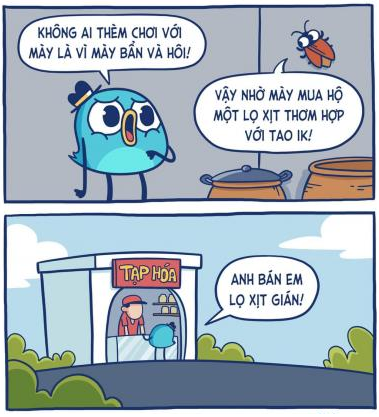 KHÔNG AI THÈM CHƠI VỚI
MÀY LÀ VÌ MÀY BẨN VÀ HÔI!
VẬY NHỜ MÀY MUA HỘ
MỘT LỌ XỊT THƠM HỢP
VỚI TAO IK!
TẠP HÓA
ANH BÁN EM
LỌ XỊT GIÁN!